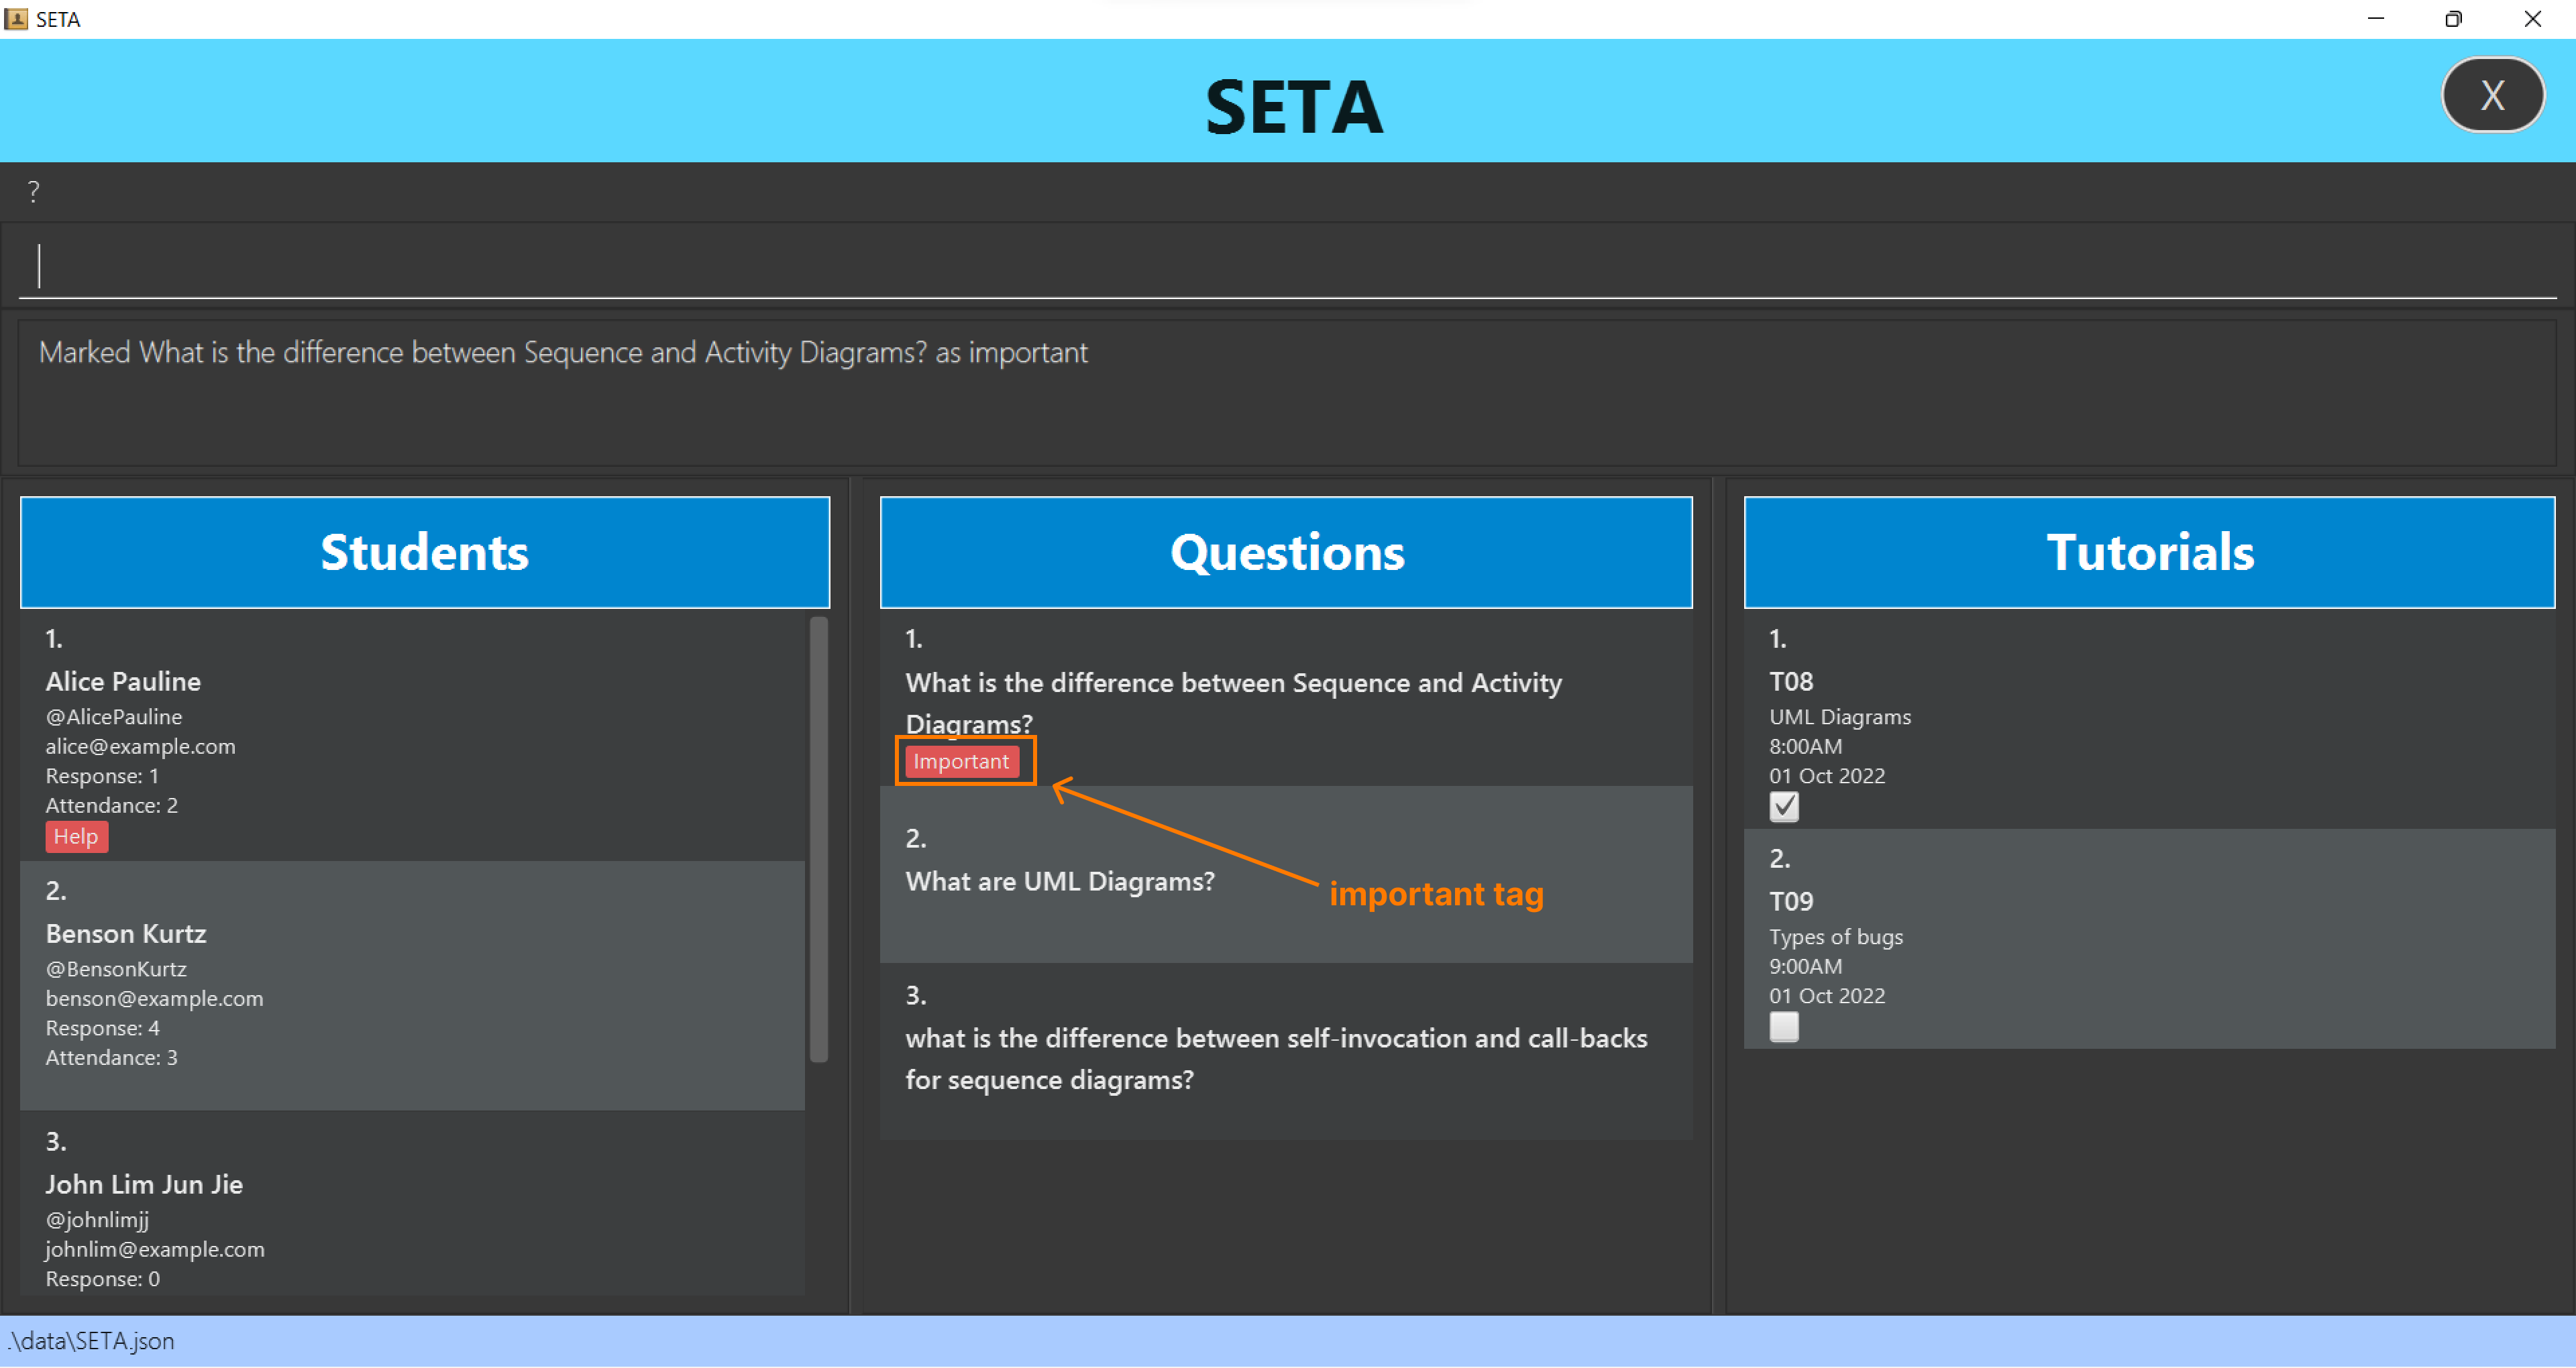 SETA
SETA
X
?
Marked What is the difference between Sequence and Activity Diagrams? as important
Students
1.
Alice Pauline
@AlicePauline
alice@example.com
Response: 1
Attendance: 2
Help
2.
Benson Kurtz
@BensonKurtz
benson@example.com
Response: 4
Attendance: 3
3.
John Lim Jun Jie
@johnlimjj
johnlim@example.com
Response: 0
Questions
1.
What is the difference between Sequence and Activity
Diagrams?
Important
2.
What are UML Diagrams?
important tag
3.
what is the difference between self-invocation and call-backs
for sequence diagrams?
Tutorials
1.
T08
UML Diagrams
8:00AM
01 Oct 2022
2.
T09
Types of bugs
9:00AM
01 Oct 2022
.\data\SETA.json